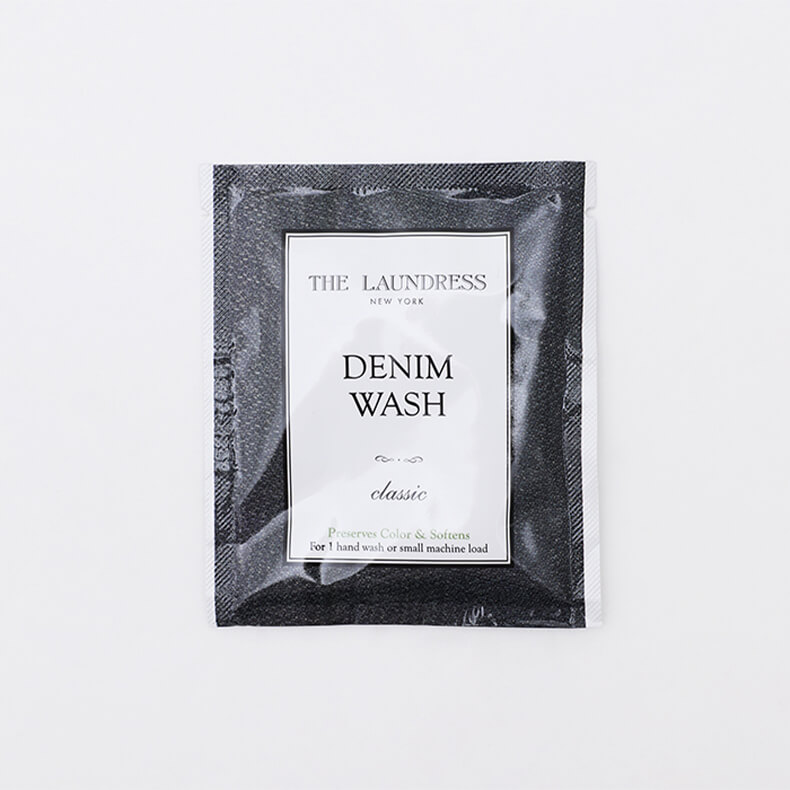 THE LAUNDRESS
NEW YORK
DENIM
WASH
classic
Preserves Color & Softens
For 1 hand wash or small machine load